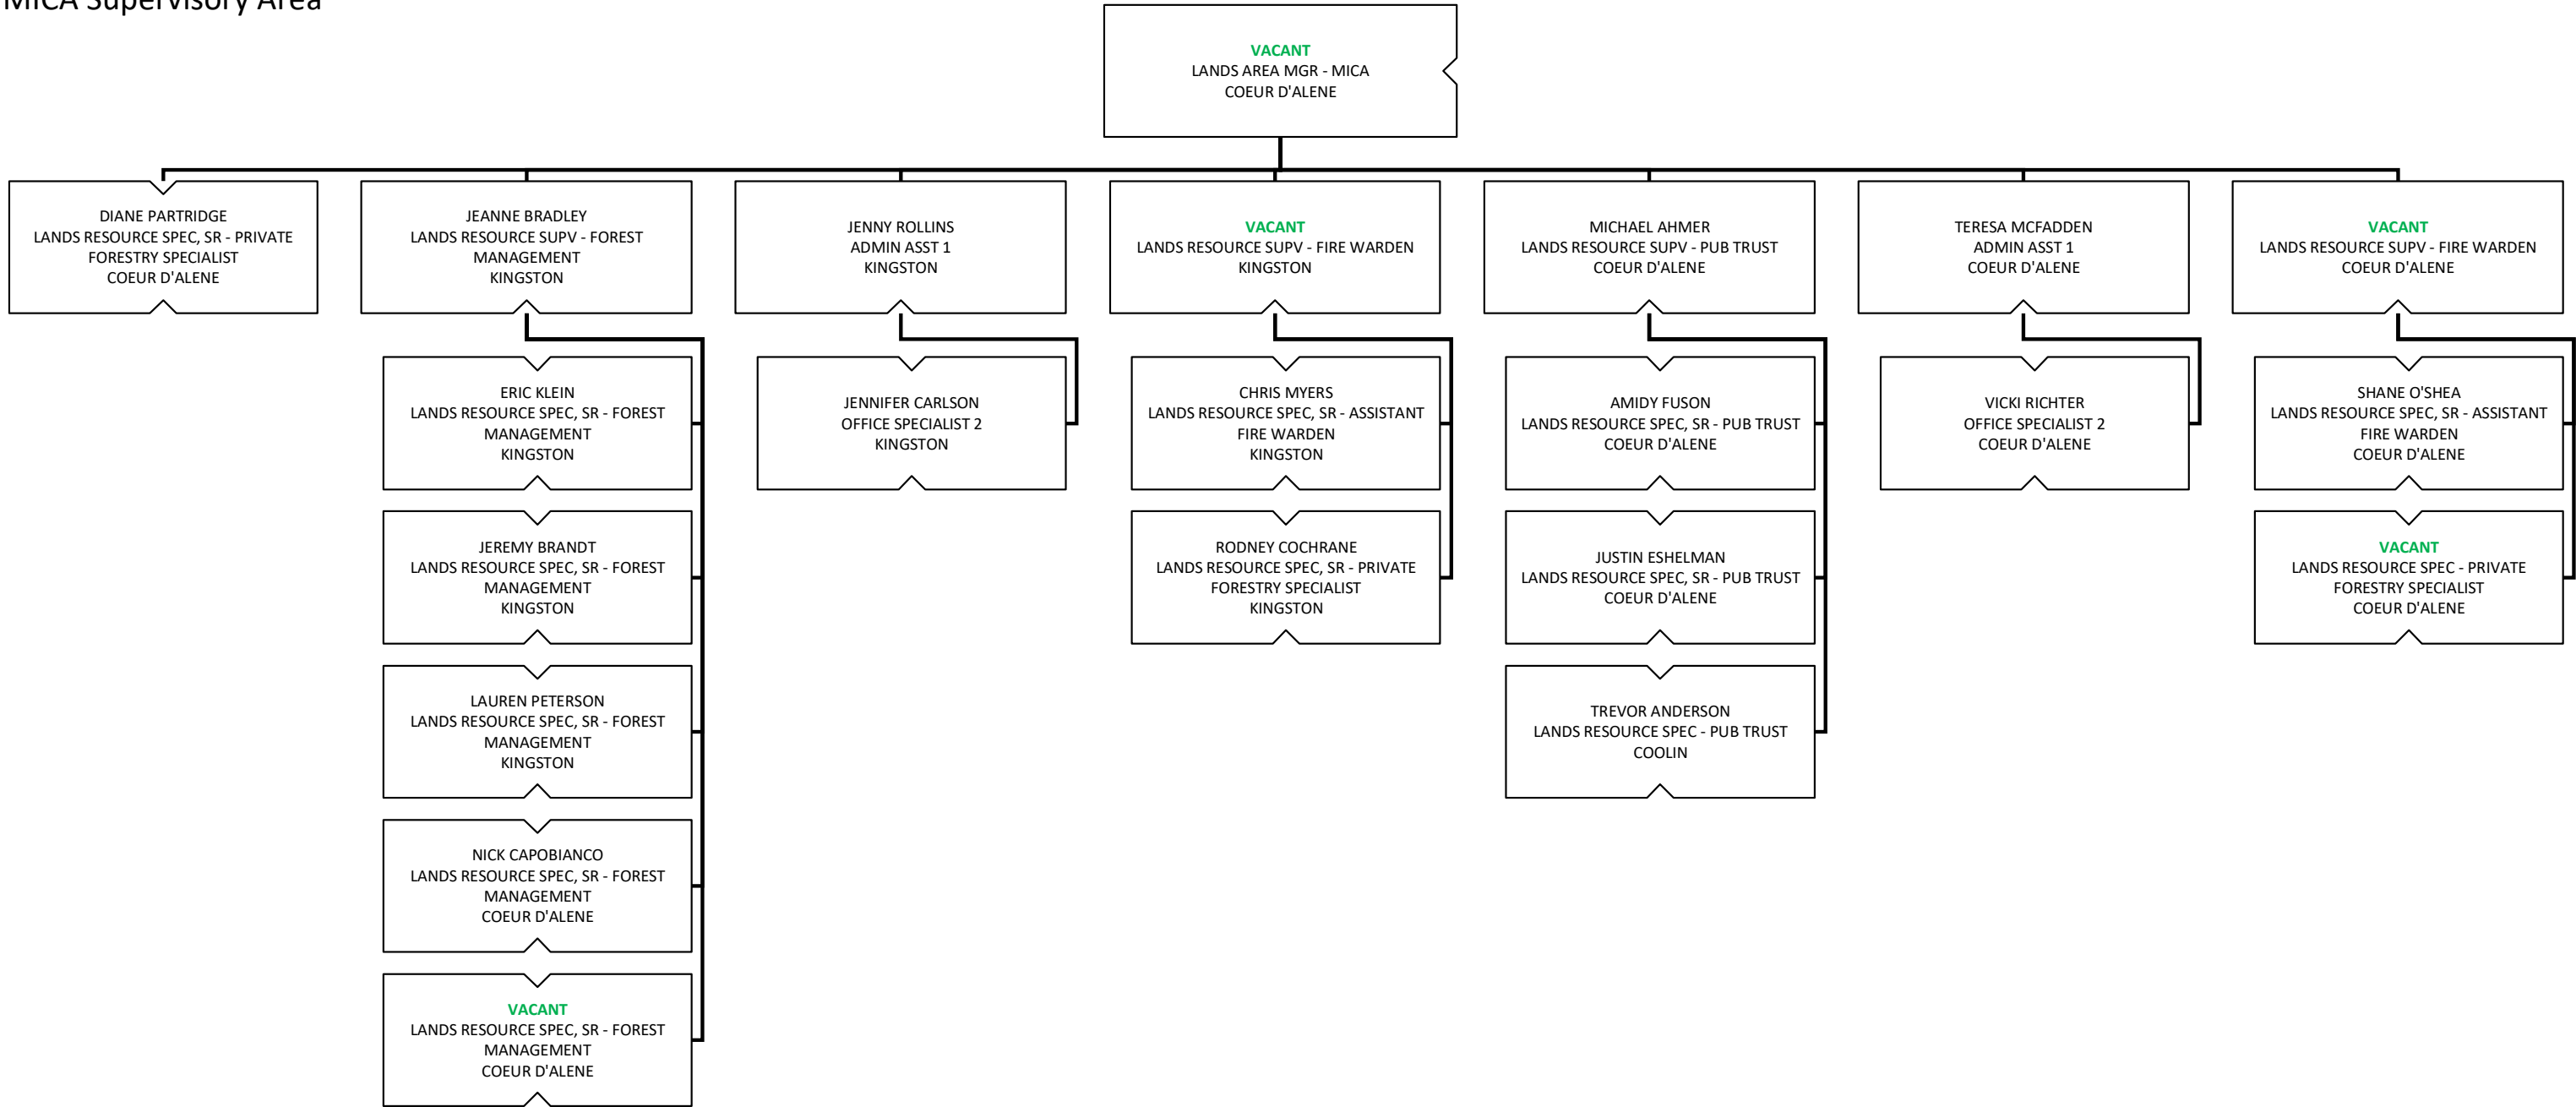 MICA Supervisory Area
VACANT
LANDS AREA MGR - MICA
COEUR D'ALENE
DIANE PARTRIDGE
LANDS RESOURCE SPEC, SR - PRIVATE
FORESTRY SPECIALIST
COEUR D'ALENE
JEANNE BRADLEY
LANDS RESOURCE SUPV - FOREST
MANAGEMENT
KINGSTON
JENNY ROLLINS
ADMIN ASST 1
KINGSTON
VACANT
LANDS RESOURCE SUPV - FIRE WARDEN
KINGSTON
MICHAEL AHMER
LANDS RESOURCE SUPV - PUB TRUST
COEUR D'ALENE
TERESA MCFADDEN
ADMIN ASST 1
COEUR D'ALENE
VACANT
LANDS RESOURCE SUPV - FIRE WARDEN
COEUR D'ALENE
ERIC KLEIN
LANDS RESOURCE SPEC, SR - FOREST
MANAGEMENT
KINGSTON
JENNIFER CARLSON
OFFICE SPECIALIST 2
KINGSTON
CHRIS MYERS
LANDS RESOURCE SPEC, SR - ASSISTANT
FIRE WARDEN
KINGSTON
AMIDY FUSON
LANDS RESOURCE SPEC, SR - PUB TRUST
COEUR D'ALENE
VICKI RICHTER
OFFICE SPECIALIST 2
COEUR D'ALENE
SHANE O'SHEA
LANDS RESOURCE SPEC, SR - ASSISTANT
FIRE WARDEN
COEUR D'ALENE
JEREMY BRANDT
LANDS RESOURCE SPEC, SR - FOREST
MANAGEMENT
KINGSTON
RODNEY COCHRANE
LANDS RESOURCE SPEC, SR - PRIVATE
FORESTRY SPECIALIST
KINGSTON
JUSTIN ESHELMAN
LANDS RESOURCE SPEC, SR - PUB TRUST
COEUR D'ALENE
VACANT
LANDS RESOURCE SPEC - PRIVATE
FORESTRY SPECIALIST
COEUR D'ALENE
LAUREN PETERSON
LANDS RESOURCE SPEC, SR - FOREST
MANAGEMENT
KINGSTON
TREVOR ANDERSON
LANDS RESOURCE SPEC - PUB TRUST
COOLIN
NICK CAPOBIANCO
LANDS RESOURCE SPEC, SR - FOREST
MANAGEMENT
COEUR D'ALENE
VACANT
LANDS RESOURCE SPEC, SR - FOREST
MANAGEMENT
COEUR D'ALENE